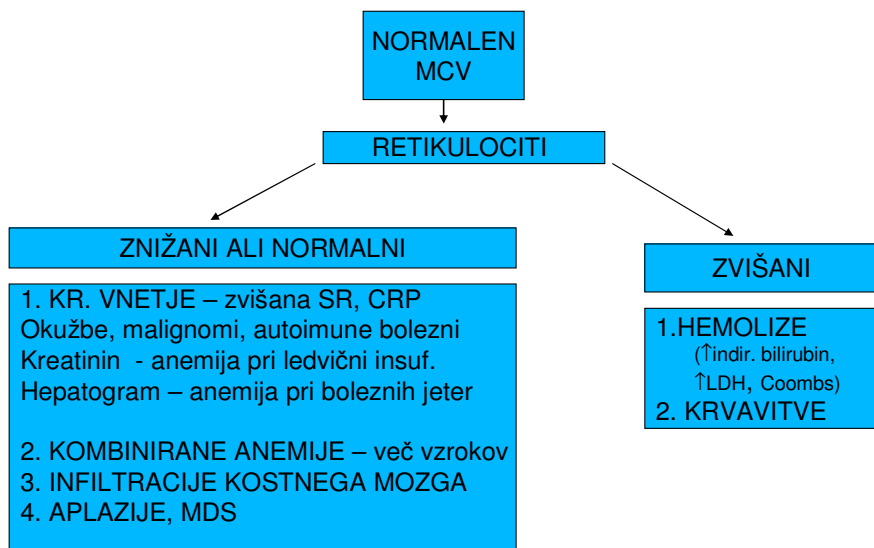 NORMALEN
MCV
RETIKULOCITI
ZNIŽANI ALI NORMALNI
1. KR. VNETJE – zvišana SR, CRP
Okužbe, malignomi, autoimune bolezni
Kreatinin - anemija pri ledvični insuf.
Hepatogram – anemija pri boleznih jeter
2. KOMBINIRANE ANEMIJE – več vzrokov
3. INFILTRACIJE KOSTNEGA MOZGA
4. APLAZIJE, MDS
ZVIŠANI
1.HEMOLIZE
(↑indir. bilirubin,
↑LDH, Coombs)
2. KRVAVITVE